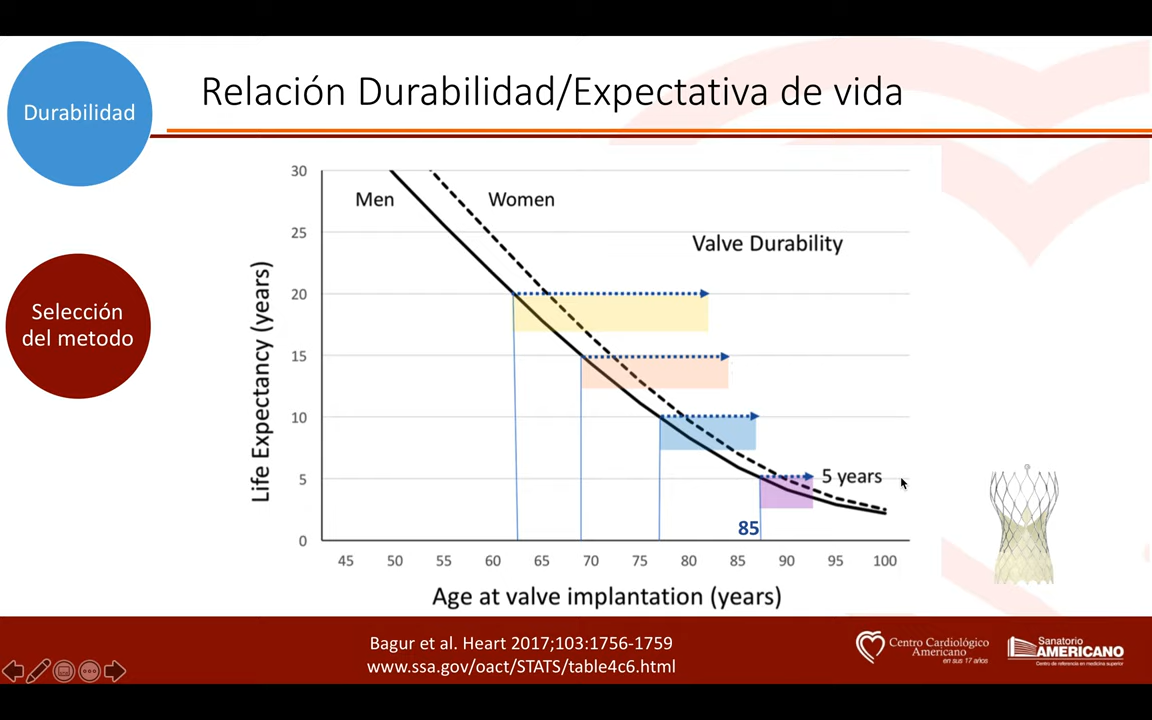 Durabilidad
Relación Durabilidad/Expectativa de vida
Selección
del metodo
Life Expectancy (years)
30
25
20
15
10
5
0
Men
Women
Valve Durability
5 years
85
45 50 55 60 65 70 75 80 85 90 95 100
Age at valve implantation (years)
Bagur et al. Heart 2017;103:1756-1759
www.ssa.gov/oact/STATS/table4c6.html
Centro Cardiológico
Americano
en sus 17 años
Sanatorio
AMERICANO
Centro de referencia en medicina superior